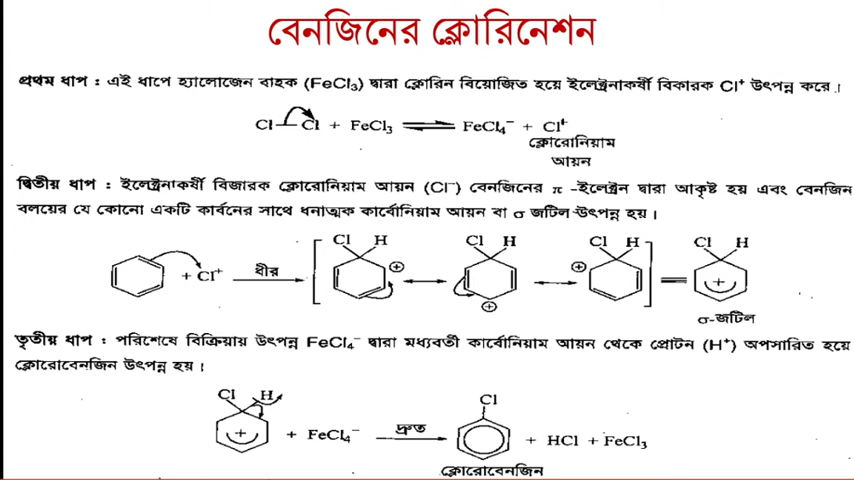 বেনজিনের ক্লোরিনেশন
প্রথম ধাপ : এই ধাপে হ্যালোজেন বাহক (FeCl₃) দ্বারা ক্লোরিন বিয়োজিত হয়ে ইলেক্ট্রনাকর্ষী বিকারক Cl⁺ উৎপন্ন করে।
Cl—Cl + FeCl₃ ⇌ FeCl₄⁻ + Cl⁺
ক্লোরোনিয়াম
আয়ন
দ্বিতীয় ধাপ : ইলেক্ট্রনাকর্ষী বিজারক ক্লোরোনিয়াম আয়ন (Cl⁻) বেনজিনের π -ইলেক্ট্রন দ্বারা আকৃষ্ট হয় এবং বেনজিন
বলয়ের যে কোনো একটি কার্বনের সাথে ধনাত্মক কার্বোনিয়াম আয়ন বা σ জটিল উৎপন্ন হয়।
Cl H Cl H Cl H Cl H
+ Cl⁺ ধীর [ + ↔ + ↔ + ] = +
σ-জটিল
তৃতীয় ধাপ : পরিশেষে বিক্রিয়ায় উৎপন্ন FeCl₄⁻ দ্বারা মধ্যবর্তী কার্বোনিয়াম আয়ন থেকে প্রোটন (H⁺) অপসারিত হয়ে
ক্লোরোবেনজিন উৎপন্ন হয়।
Cl H Cl
+ + FeCl₄⁻ দ্রুত → + HCl + FeCl₃
ক্লোরোবেনজিন